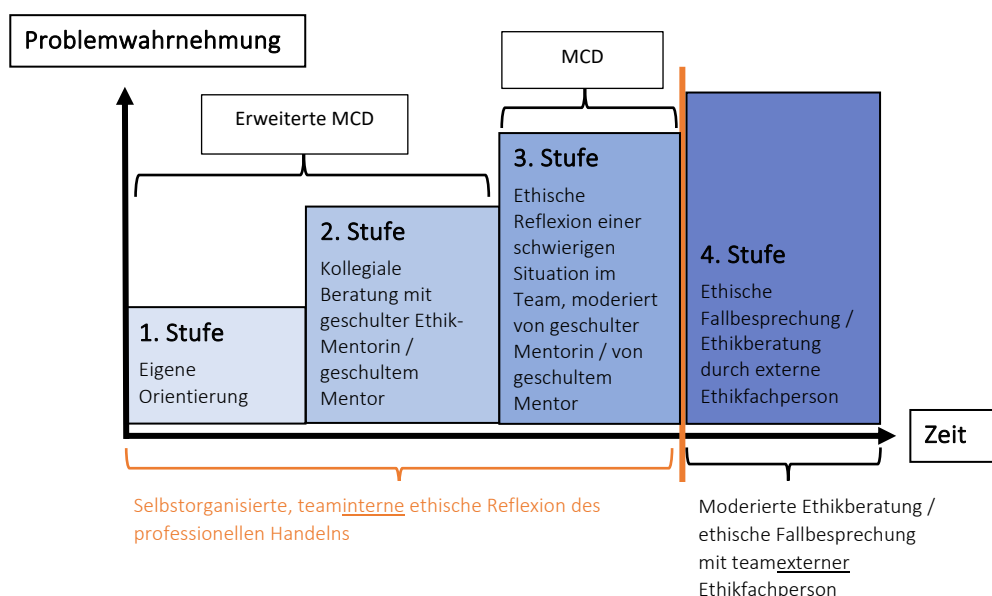 Problemwahrnehmung
MCD
Erweiterte MCD
1. Stufe
Eigene
Orientierung
2. Stufe
Kollegiale
Beratung mit
geschulter Ethik-
Mentorin /
geschultem
Mentor
3. Stufe
Ethische
Reflexion einer
schwierigen
Situation im
Team, moderiert
von geschulter
Mentorin / von
geschultem
Mentor
4. Stufe
Ethische
Fallbesprechung /
Ethikberatung
durch externe
Ethikfachperson
Zeit
Selbstorganisierte, teaminterne ethische Reflexion des
professionellen Handelns
Moderierte Ethikberatung /
ethische Fallbesprechung
mit teamexterner
Ethikfachperson